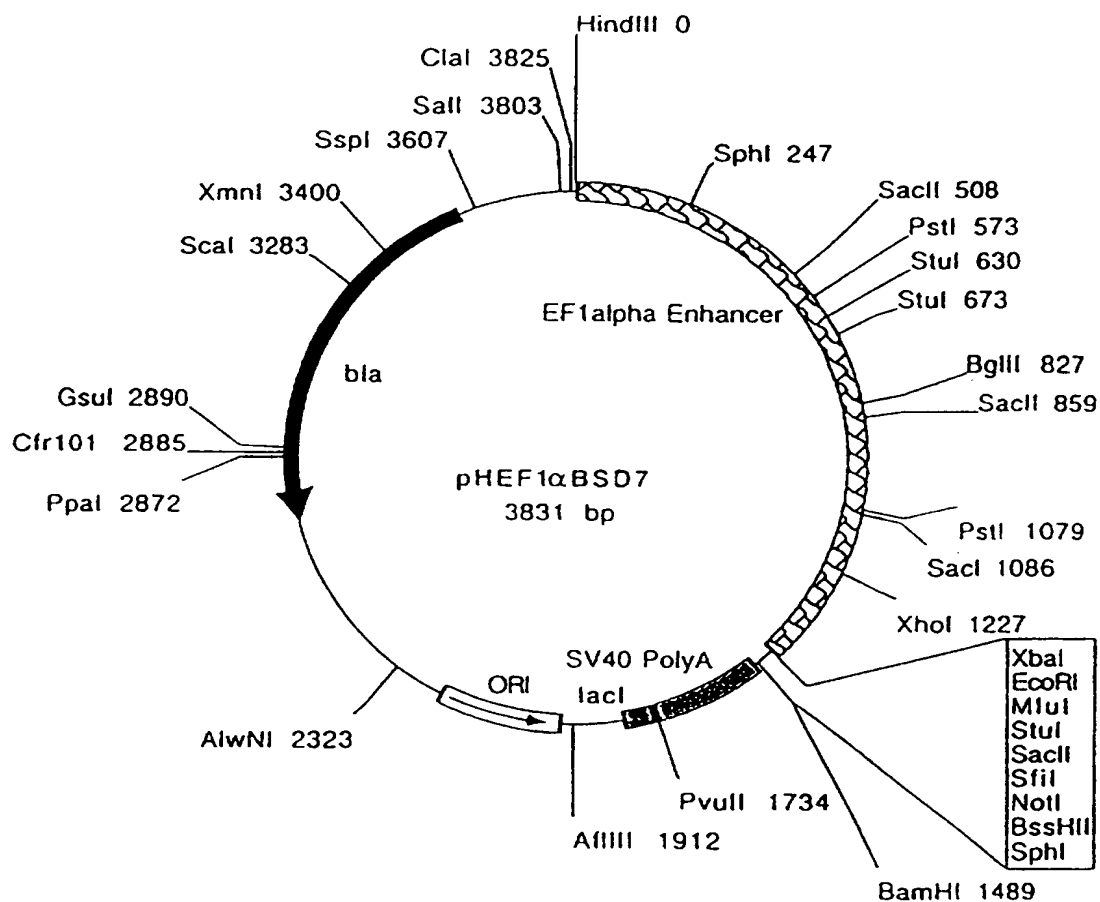 HindIII 0
ClaI 3825
SalI 3803
SspI 3607
SphI 247
XmnI 3400
SacII 508
PstI 573
ScaI 3283
StuI 630
StuI 673
EF1alpha Enhancer
BglII 827
bla
GsuI 2890
SacII 859
Cfr101 2885
pHEF1αBSD7
PpaI 2872
3831 bp
PstI 1079
SacI 1086
XhoI 1227
SV40 PolyA
XbaI
ORI
EcoRI
lacI
MluI
StuI
AlwNI 2323
SacII
SfiI
PvuII 1734
NotI
BssHII
AflIII 1912
SphI
BamHI 1489